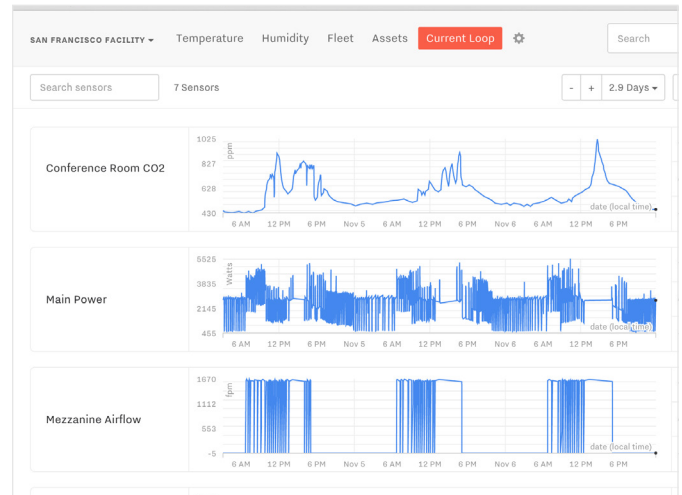 SAN FRANCISCO FACILITY Temperature Humidity Fleet Assets Current Loop Search
Search sensors 7 Sensors - + 2.9 Days
Conference Room CO2
1025
827
628
430
ppm
date (local time)
6 AM 12 PM 6 PM Nov 5 6 AM 12 PM 6 PM Nov 6 6 AM 12 PM 6 PM
Main Power
5526
3835
2145
455
Watts
date (local time)
6 AM 12 PM 6 PM Nov 5 6 AM 12 PM 6 PM Nov 6 6 AM 12 PM 6 PM
Mezzanine Airflow
1670
1112
553
-5
fpm
date (local time)
6 AM 12 PM 6 PM Nov 5 6 AM 12 PM 6 PM Nov 6 6 AM 12 PM 6 PM